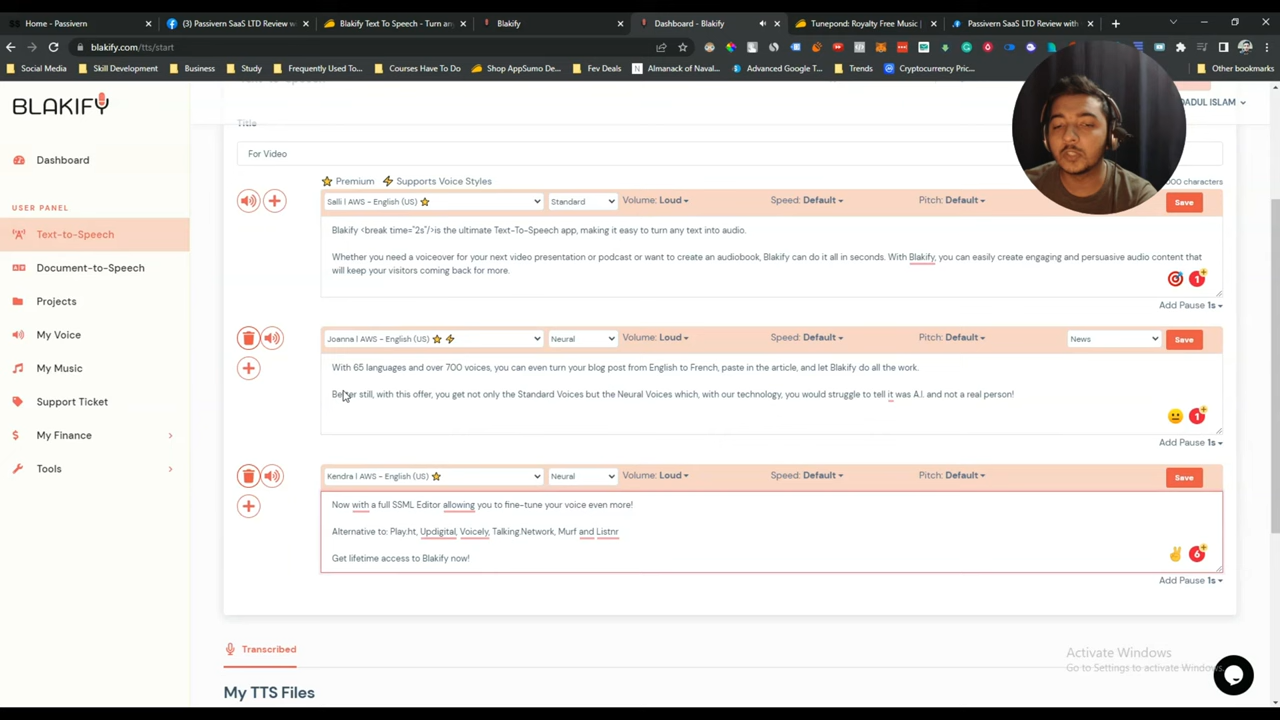 Home - Passivern
(3) Passivern SaaS LTD Review w
Blakify Text To Speech - Turn an
Blakify
Dashboard - Blakify
Tunepond: Royalty Free Music |
Passivern SaaS LTD Review with
blakify.com/tts/start
Social Media
Skill Development
Business
Study
Frequently Used To...
Courses Have To Do
Shop AppSumo De...
Fev Deals
Almanack of Naval...
Advanced Google T...
Trends
Cryptocurrency Pric...
Other bookmarks
BLAKIFY
DADUL ISLAM
Dashboard
USER PANEL
Text-to-Speech
Document-to-Speech
Projects
My Voice
My Music
Support Ticket
My Finance
Tools
Title
For Video
Premium
Supports Voice Styles
000 characters
Salli | AWS - English (US)
Standard
Volume: Loud
Speed: Default
Pitch: Default
Save
Blakify <break time="2s"/>is the ultimate Text-To-Speech app, making it easy to turn any text into audio.
Whether you need a voiceover for your next video presentation or podcast or want to create an audiobook, Blakify can do it all in seconds. With Blakify, you can easily create engaging and persuasive audio content that
will keep your visitors coming back for more.
1
Add Pause 1s
Joanna | AWS - English (US)
Neural
Volume: Loud
Speed: Default
Pitch: Default
News
Save
With 65 languages and over 700 voices, you can even turn your blog post from English to French, paste in the article, and let Blakify do all the work.
Better still, with this offer, you get not only the Standard Voices but the Neural Voices which, with our technology, you would struggle to tell it was A.I. and not a real person!
1
Add Pause 1s
Kendra | AWS - English (US)
Neural
Volume: Loud
Speed: Default
Pitch: Default
Save
Now with a full SSML Editor allowing you to fine-tune your voice even more!
Alternative to: Play.ht, Updigital, Voicely, Talking.Network, Murf and Listnr
Get lifetime access to Blakify now!
6
Add Pause 1s
Transcribed
My TTS Files
Activate Windows
Go to Settings to activate Windows.